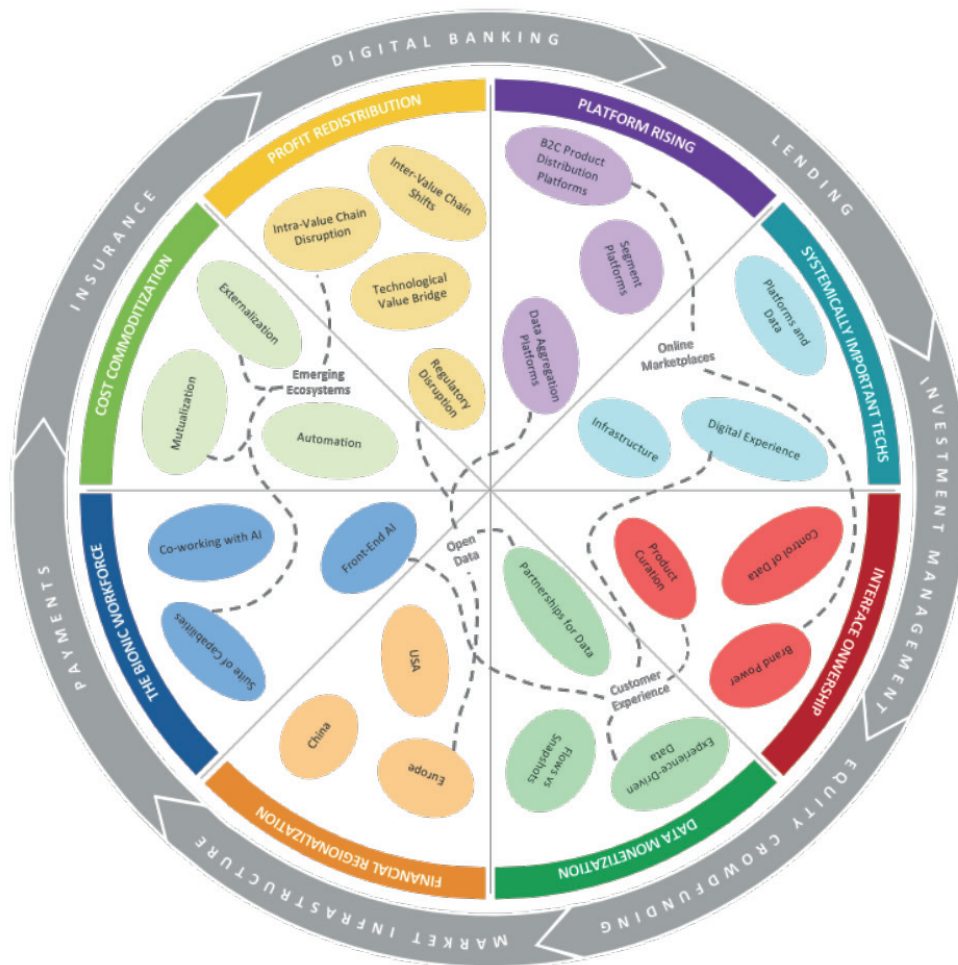 DIGITAL BANKING
LENDING
INVESTMENT MANAGEMENT
EQUITY CROWDFUNDING
MARKET INFRASTRUCTURE
PAYMENTS
INSURANCE
PROFIT REDISTRIBUTION
Inter-Value Chain
Shifts
Intra-Value Chain
Disruption
Technological
Value Bridge
Regulatory
Disruption
PLATFORM RISING
B2C Product
Distribution
Platforms
Segment
Platforms
Data Aggregation
Platforms
SYSTEMICALLY IMPORTANT TECHS
Platforms and
Data
Online
Marketplaces
Infrastructure
Digital Experience
INTERFACE ONWERSHIP
Product
Curation
Control of Data
Brand Power
Customer
Experience
DATA MONETIZATION
Partnerships for Data
Flows vs
Snapshots
Experience-Driven
Data
Open
Data
FINANCIAL REGIONALIZATION
USA
China
Europe
THE BIONIC WORKFORCE
Co-working with AI
Front-End AI
Suite of Capabilities
COST COMMODITIZATION
Externalization
Mutualization
Automation
Emerging
Ecosystems